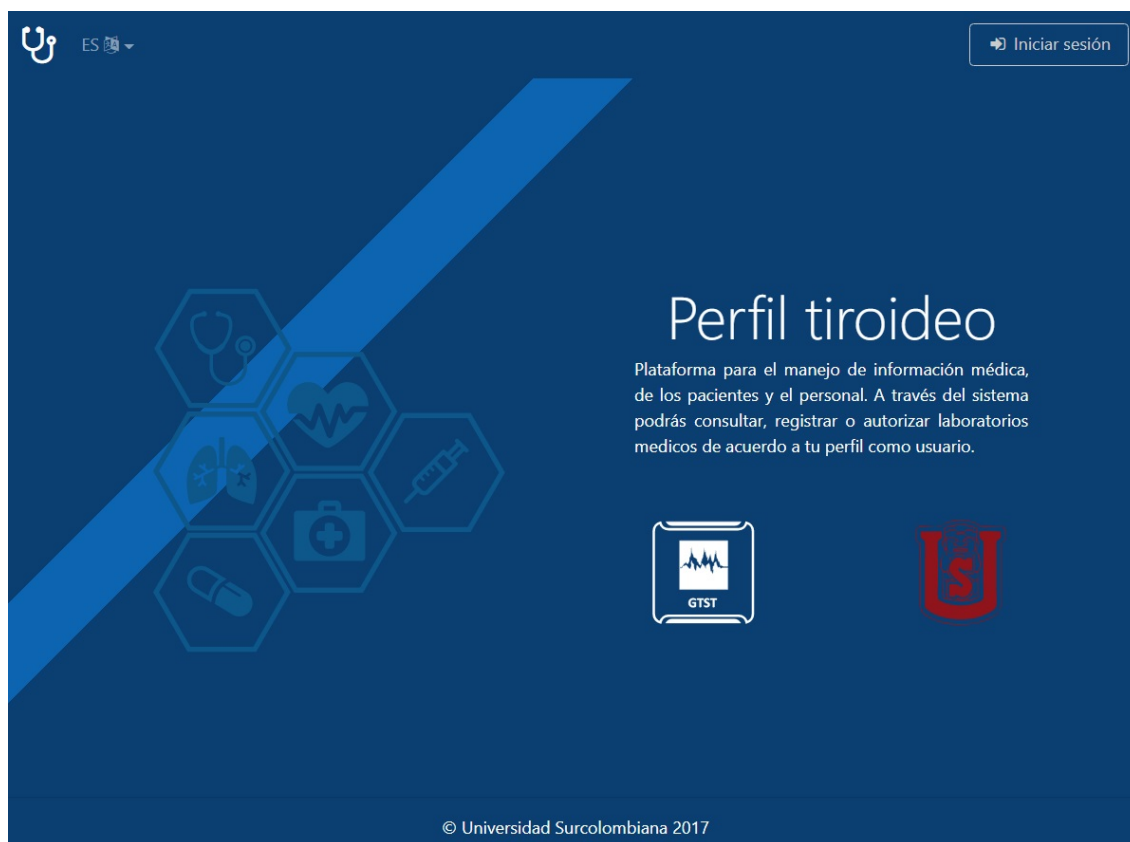 ES
Iniciar sesión
Perfil tiroideo
Plataforma para el manejo de información médica,
de los pacientes y el personal. A través del sistema
podrás consultar, registrar o autorizar laboratorios
medicos de acuerdo a tu perfil como usuario.
GTST
U
S
© Universidad Surcolombiana 2017